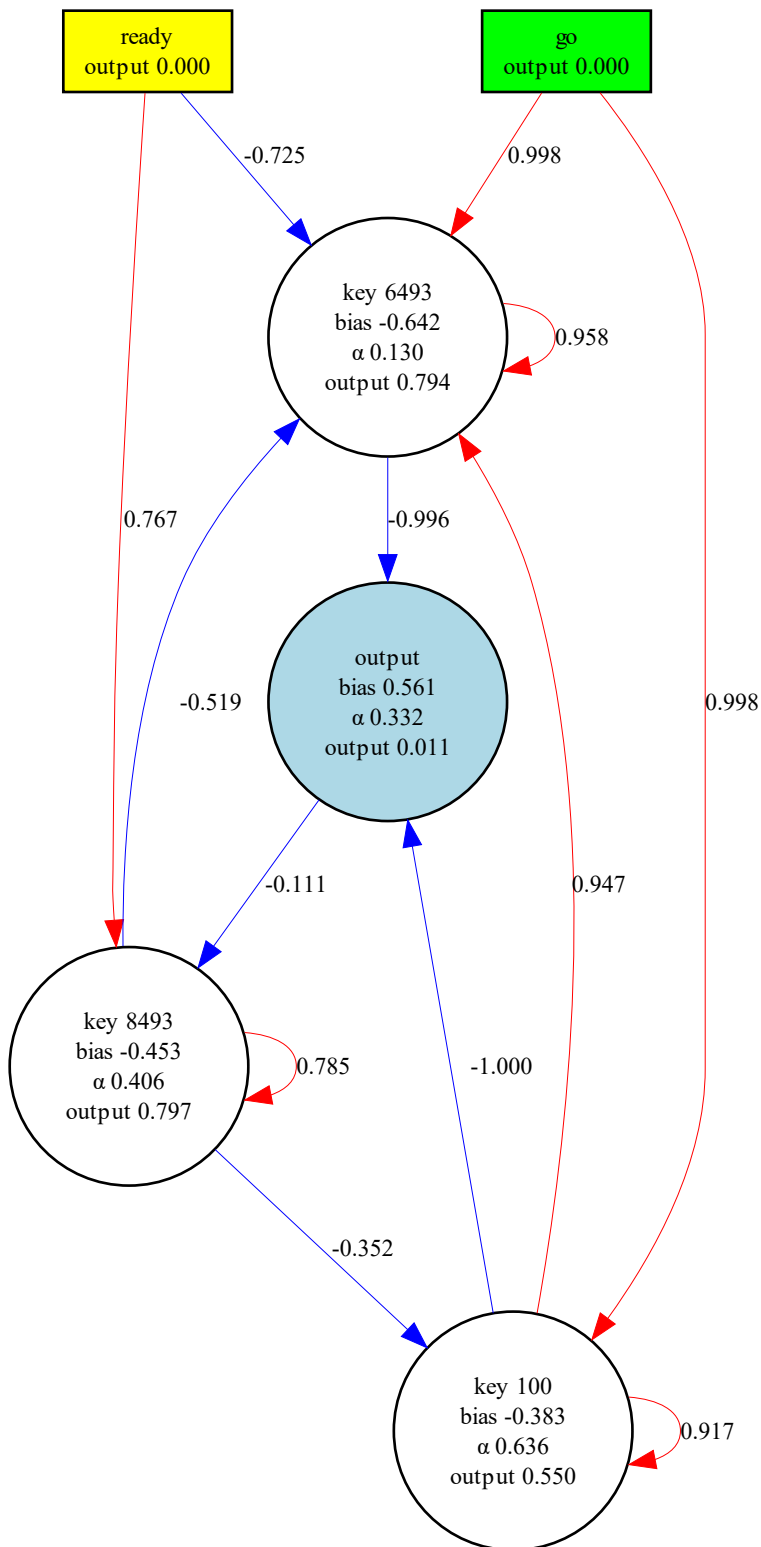 ready
output 0.000
go
output 0.000
-0.725
0.998
key 6493
bias -0.642
α 0.130
output 0.794
0.958
0.767
-0.996
-0.519
output
bias 0.561
α 0.332
output 0.011
0.998
-0.111
0.947
key 8493
bias -0.453
α 0.406
output 0.797
0.785
-1.000
-0.352
key 100
bias -0.383
α 0.636
output 0.550
0.917